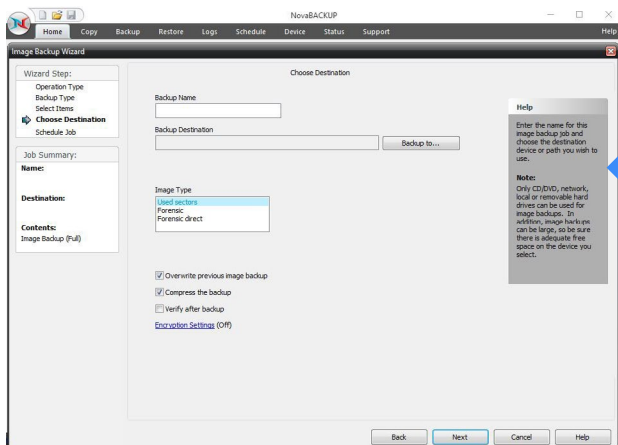 NovaBACKUP
Home Copy Backup Restore Logs Schedule Device Status Support Help
Image Backup Wizard
Wizard Step:
Operation Type
Backup Type
Select Items
Choose Destination
Schedule Job
Job Summary:
Name:
Destination:
Contents:
Image Backup (Full)
Choose Destination
Backup Name
Backup Destination
Backup to...
Image Type
Used sectors
Forensic
Forensic direct
Overwrite previous image backup
Compress the backup
Verify after backup
Encryption Settings (Off)
Help
Enter the name for this
image backup job and
choose the destination
device or path you wish to
use.
Note:
Only CD/DVD, network,
local or removable hard
drives can be used for
image backups. In
addition, image backups
can be large, so be sure
there is adequate free
space on the device you
select.
Back Next Cancel Help